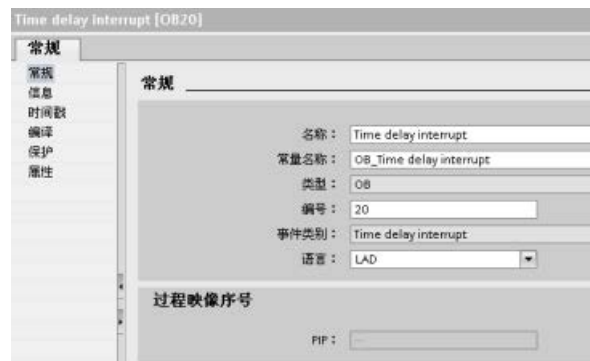 Time delay interrupt [OB20]
常规
常规
信息
时间戳
编译
保护
属性
常规
名称： Time delay interrupt
常量名称： OB_Time delay interrupt
类型： OB
编号： 20
事件类别： Time delay interrupt
语言： LAD
过程映像序号
PIP： ---